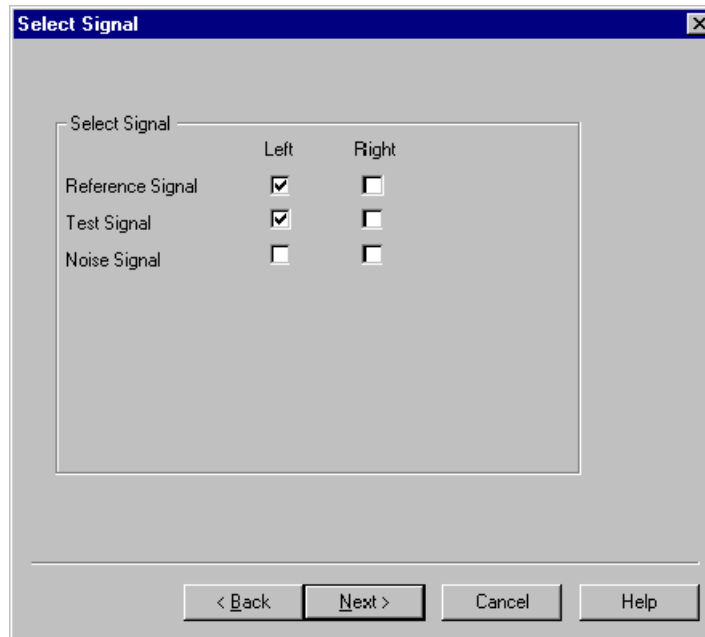 Select Signal
Select Signal
Left Right
Reference Signal
Test Signal
Noise Signal
< Back Next > Cancel Help